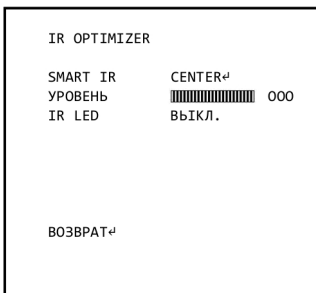 IR OPTIMIZER
SMART IR CENTER↵
УРОВЕНЬ 000
IR LED ВЫКЛ.
ВОЗВРАТ↵